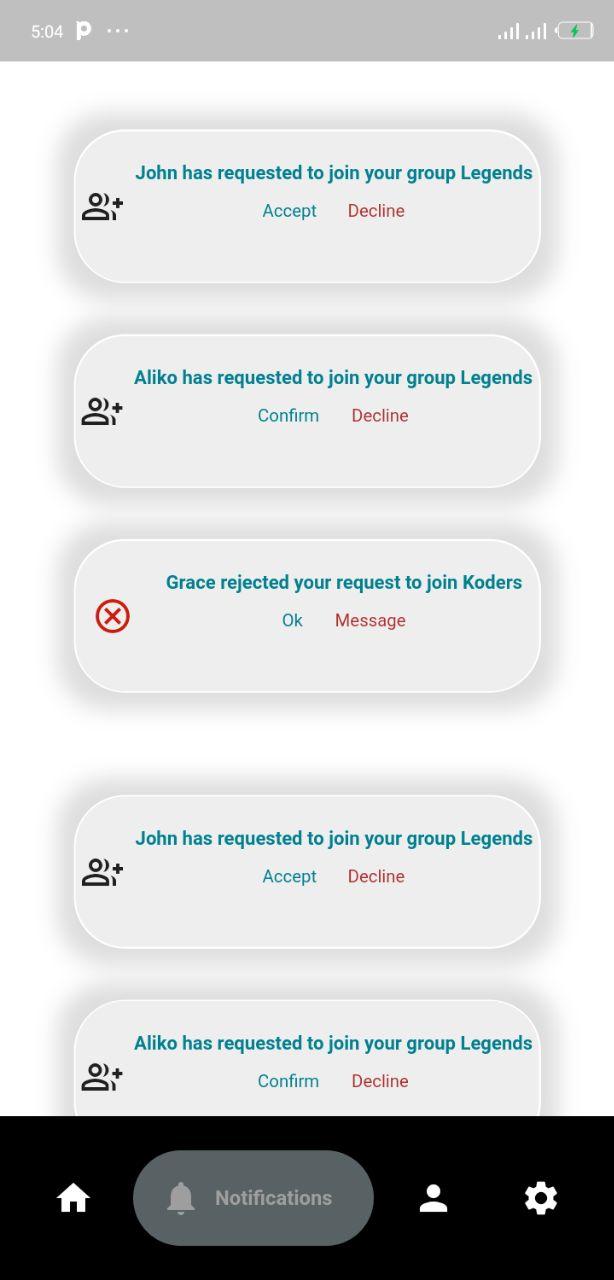 5:04
John has requested to join your group Legends
Accept Decline
Aliko has requested to join your group Legends
Confirm Decline
Grace rejected your request to join Koders
Ok Message
John has requested to join your group Legends
Accept Decline
Aliko has requested to join your group Legends
Confirm Decline
Notifications